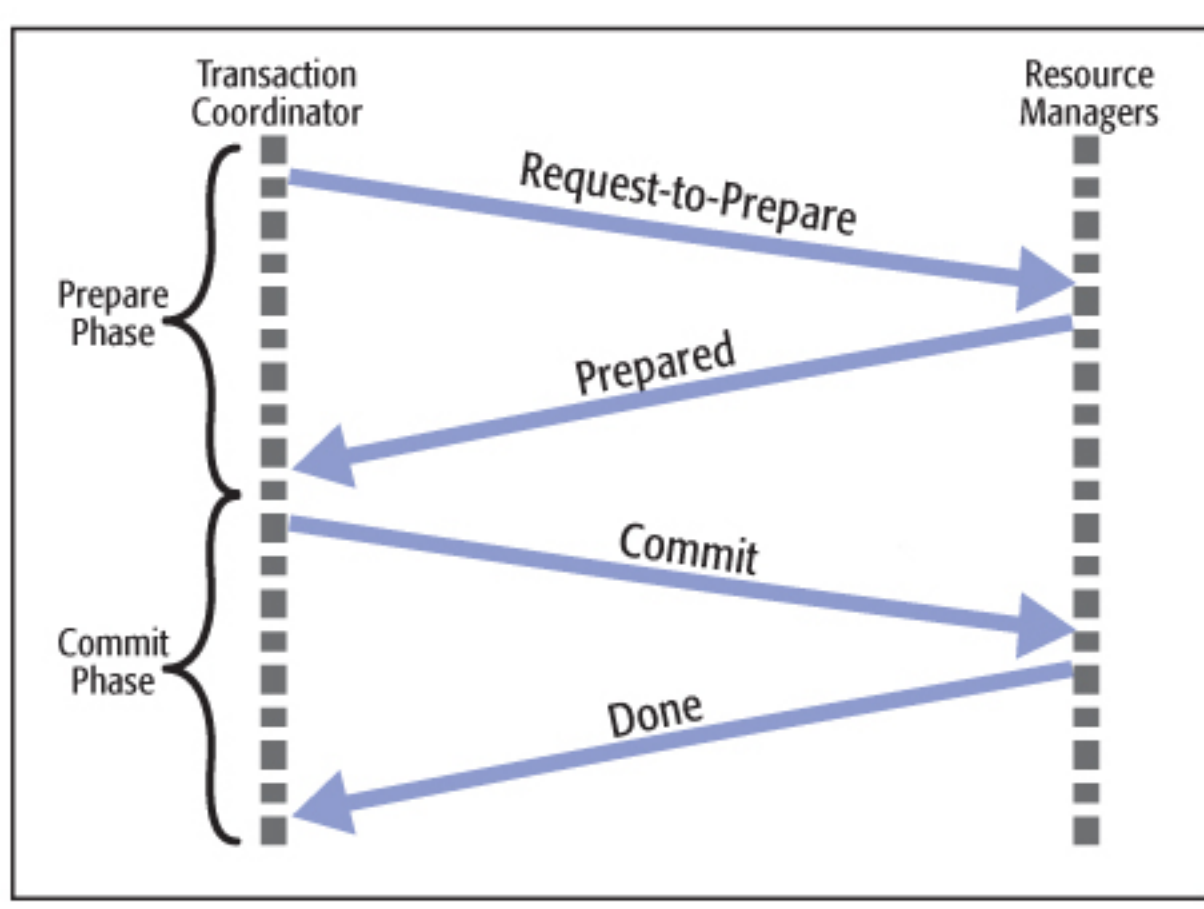 Transaction
Coordinator
Resource
Managers
Request-to-Prepare
Prepare
Phase
Prepared
Commit
Commit
Phase
Done